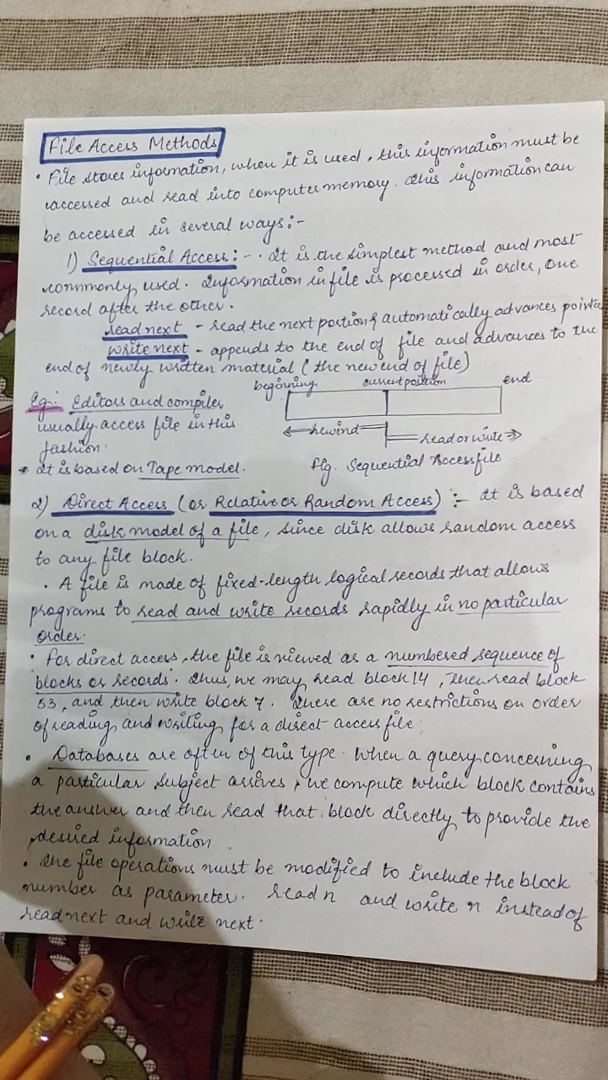 File Access Methods
• File stores information, when it is used, this information must be
accessed and read into computer memory. This information can
be accessed in several ways:-
1) Sequential Access:- · It is the simplest method and most
commonly used. Information in file is processed in order, one
record after the other.
read next - read the next portion & automatically advances pointer
write next - appends to the end of file and advances to the
end of newly written material (the new end of file)
beginning current position end
Eg:- Editors and compiler
usually access file in this
fashion.
rewind
read or write
* It is based on Tape model.
Fig. Sequential Access file
2) Direct Access (or Relative or Random Access) :- It is based
on a disk model of a file, since disk allows random access
to any file block.
• A file is made of fixed-length logical records that allows
programs to read and write records rapidly in no particular
order.
• For direct access, the file is viewed as a numbered sequence of
blocks or records. Thus, we may read block 14, then read block
53, and then write block 7. There are no restrictions on order
of reading and writing for a direct access file.
• Databases are often of this type. When a query concerning
a particular subject arrives, we compute which block contains
the answer and then read that block directly to provide the
desired information.
• The file operations must be modified to include the block
number as parameter. read n and write n instead of
read next and write next.